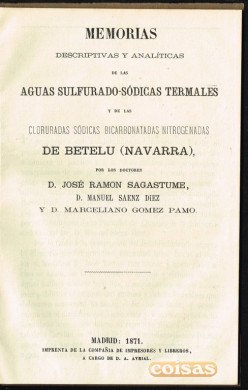 MEMORIAS
DESCRIPTIVAS Y ANALÍTICAS
DE LAS
AGUAS SULFURADO-SÓDICAS TERMALES
Y DE LAS
CLORURADAS SÓDICAS BICARBONATADAS NITROGENADAS
DE BETELU (NAVARRA),
POR LOS DOCTORES
D. JOSÉ RAMON SAGASTUME,
D. MANUEL SAENZ DIEZ
Y D. MARCELIANO GOMEZ PAMO.
MADRID: 1871.
IMPRENTA DE LA COMPAÑIA DE IMPRESORES Y LIBREROS,
Á CARGO DE D. A. AVRIAL.
coisas